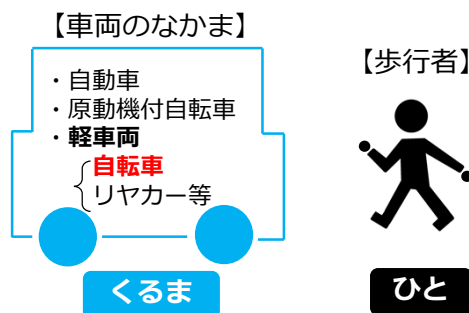 【車両のなかま】
・自動車
・原動機付自転車
・軽車両
自転車
リヤカー等
くるま
【歩行者】
ひと